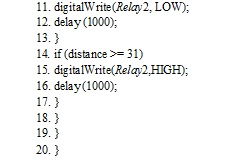 11. digitalWrite(Relay2, LOW);
12. delay (1000);
13. }
14. if (distance >= 31)
15. digitalWrite(Relay2,HIGH);
16. delay(1000);
17. }
18. }
19. }
20. }